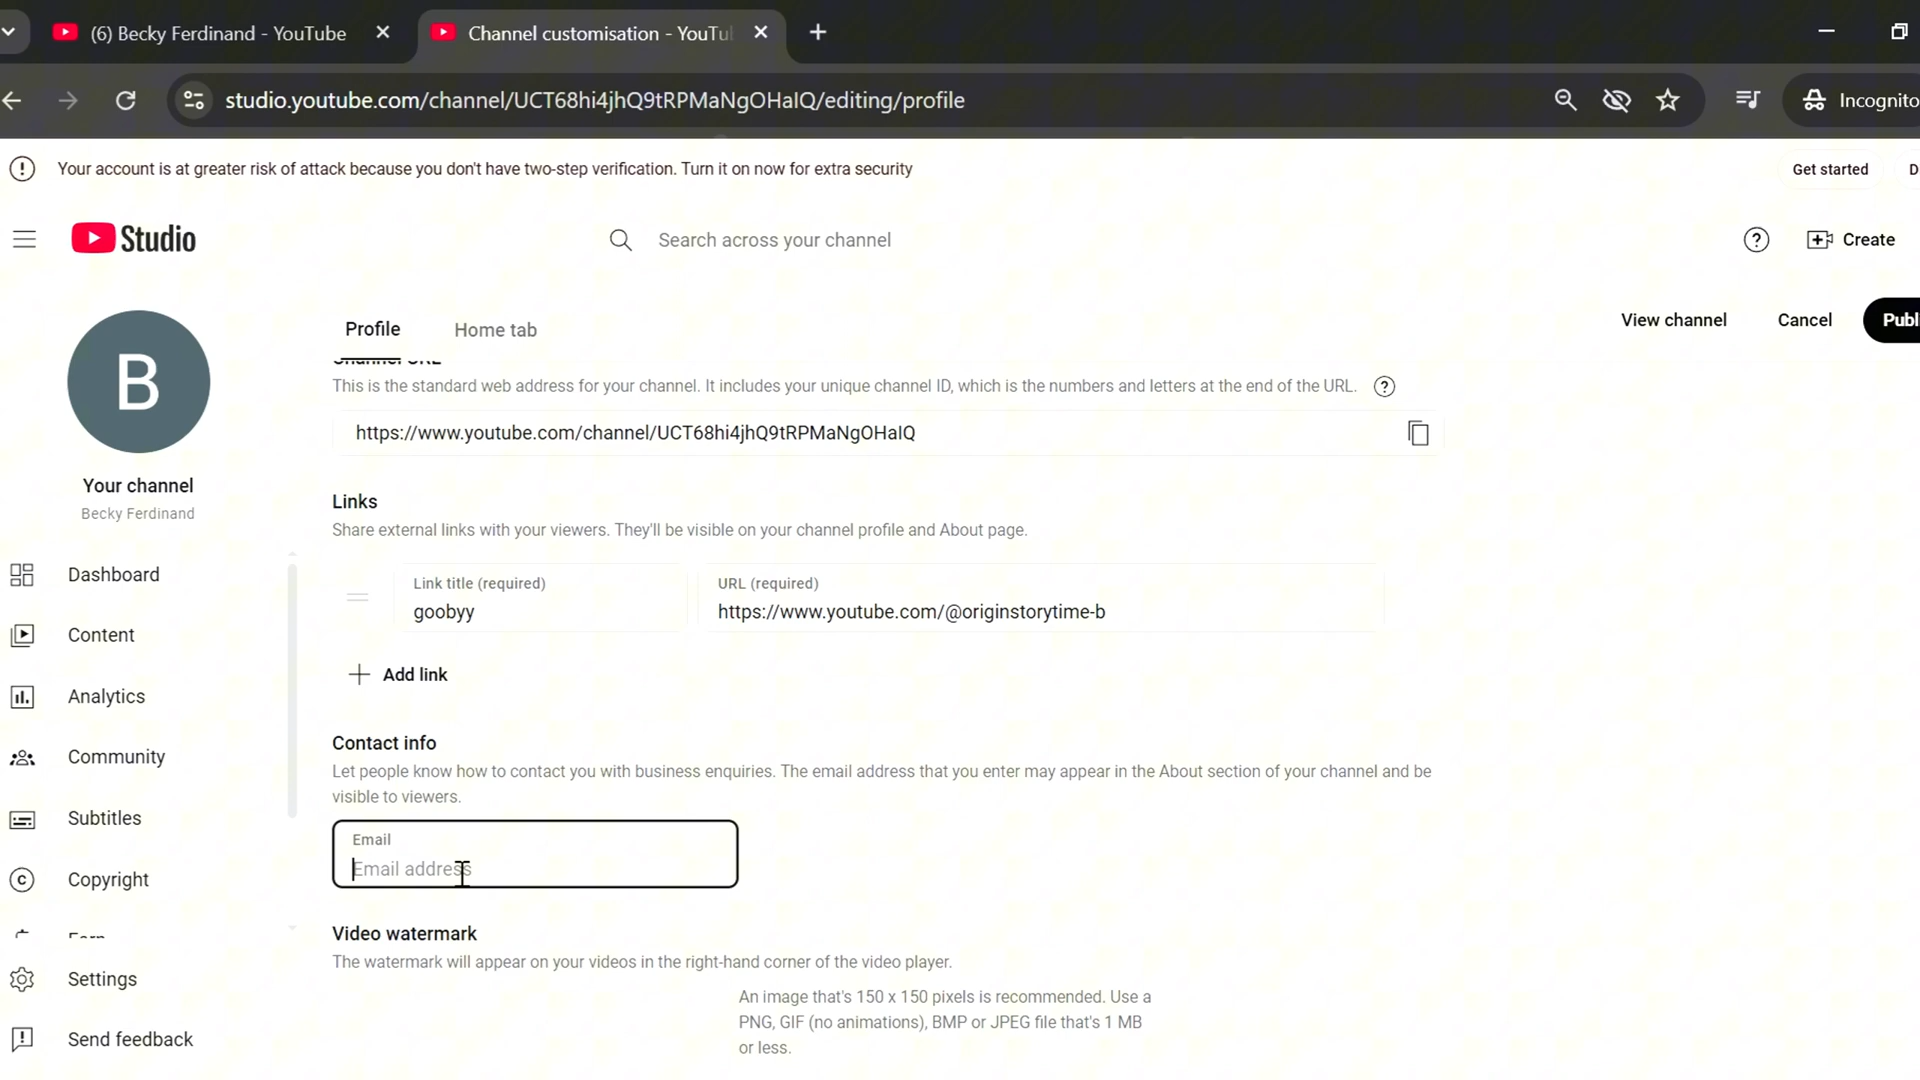 (6) Becky Ferdinand - YouTube
Channel customisation - YouTu
studio.youtube.com/channel/UCT68hi4jhQ9tRPMaNgOHaIQ/editing/profile
Incognito
Your account is at greater risk of attack because you don't have two-step verification. Turn it on now for extra security
Get started
D
Studio
Search across your channel
Create
B
Your channel
Becky Ferdinand
Dashboard
Content
Analytics
Community
Subtitles
Copyright
Settings
Send feedback
Profile
Home tab
View channel
Cancel
Publ
Channel URL
This is the standard web address for your channel. It includes your unique channel ID, which is the numbers and letters at the end of the URL.
https://www.youtube.com/channel/UCT68hi4jhQ9tRPMaNgOHaIQ
Links
Share external links with your viewers. They'll be visible on your channel profile and About page.
Link title (required)
goobyy
URL (required)
https://www.youtube.com/@originstorytime-b
Add link
Contact info
Let people know how to contact you with business enquiries. The email address that you enter may appear in the About section of your channel and be
visible to viewers.
Email
Email address
Video watermark
The watermark will appear on your videos in the right-hand corner of the video player.
An image that's 150 x 150 pixels is recommended. Use a
PNG, GIF (no animations), BMP or JPEG file that's 1 MB
or less.